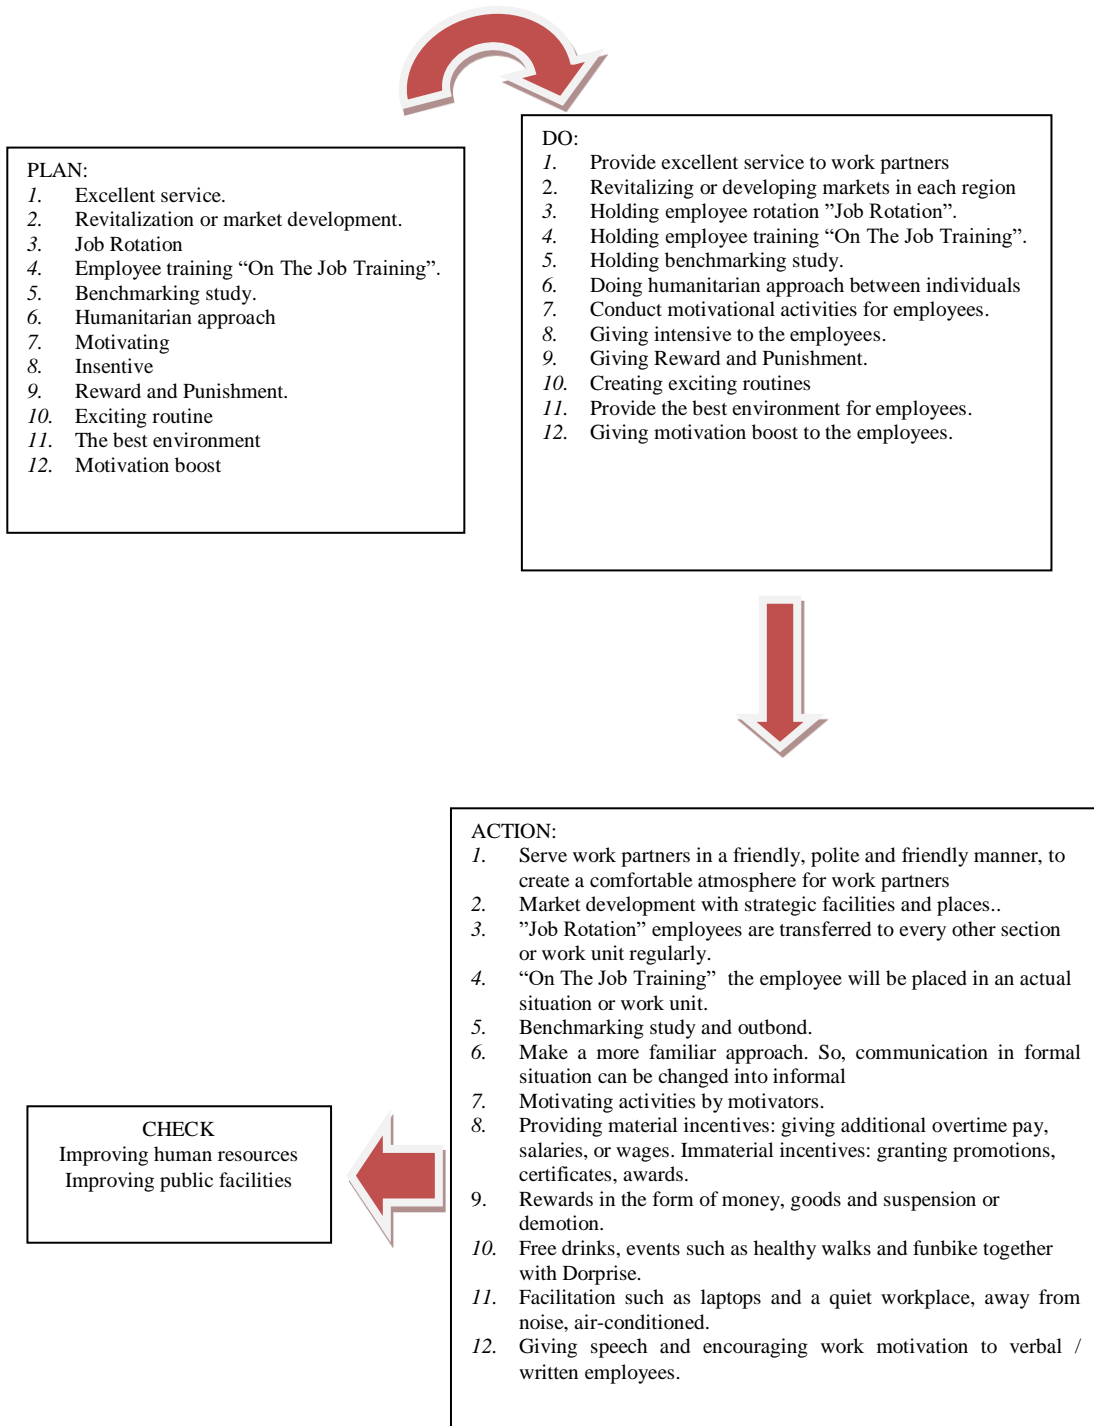 PLAN:
1. Excellent service.
2. Revitalization or market development.
3. Job Rotation
4. Employee training “On The Job Training”.
5. Benchmarking study.
6. Humanitarian approach
7. Motivating
8. Insentive
9. Reward and Punishment.
10. Exciting routine
11. The best environment
12. Motivation boost
DO:
1. Provide excellent service to work partners
2. Revitalizing or developing markets in each region
3. Holding employee rotation ”Job Rotation”.
4. Holding employee training “On The Job Training”.
5. Holding benchmarking study.
6. Doing humanitarian approach between individuals
7. Conduct motivational activities for employees.
8. Giving intensive to the employees.
9. Giving Reward and Punishment.
10. Creating exciting routines
11. Provide the best environment for employees.
12. Giving motivation boost to the employees.
ACTION:
1. Serve work partners in a friendly, polite and friendly manner, to
create a comfortable atmosphere for work partners
2. Market development with strategic facilities and places..
3. ”Job Rotation” employees are transferred to every other section
or work unit regularly.
4. “On The Job Training” the employee will be placed in an actual
situation or work unit.
5. Benchmarking study and outbond.
6. Make a more familiar approach. So, communication in formal
situation can be changed into informal
7. Motivating activities by motivators.
8. Providing material incentives: giving additional overtime pay,
salaries, or wages. Immaterial incentives: granting promotions,
certificates, awards.
9. Rewards in the form of money, goods and suspension or
demotion.
10. Free drinks, events such as healthy walks and funbike together
with Dorprise.
11. Facilitation such as laptops and a quiet workplace, away from
noise, air-conditioned.
12. Giving speech and encouraging work motivation to verbal /
written employees.
CHECK
Improving human resources
Improving public facilities